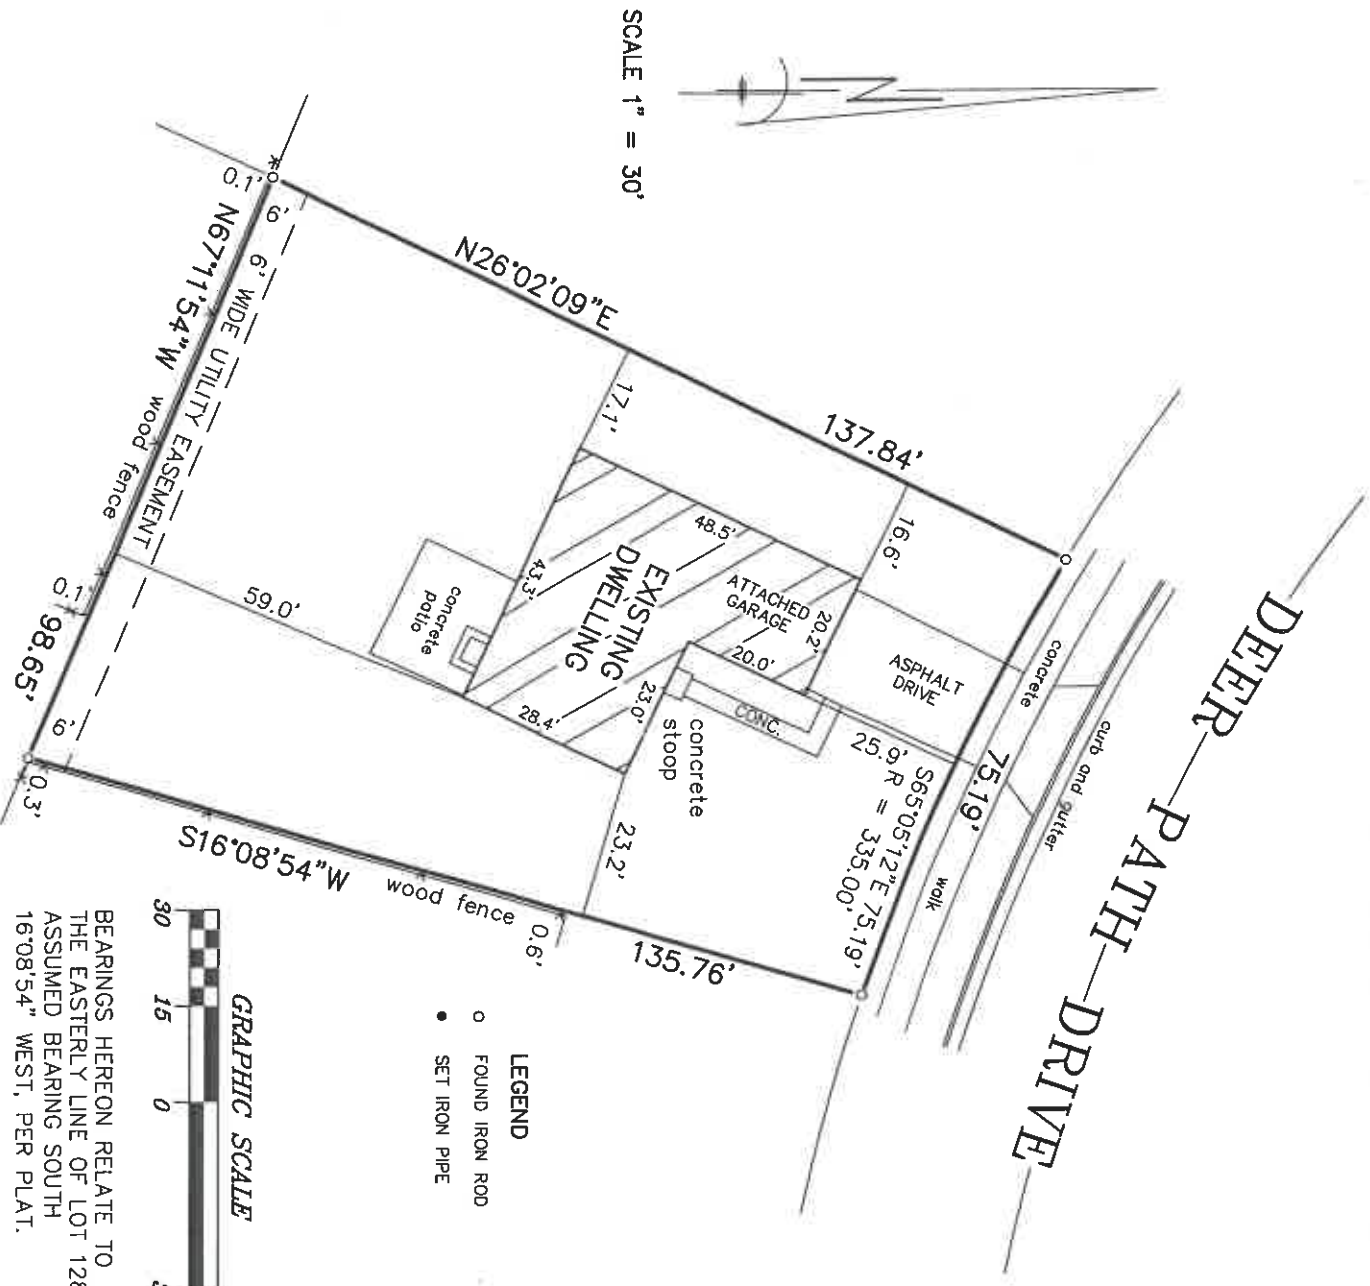 SCALE 1" = 30'
DEER PATH DRIVE
curb and gutter
concrete
walk
75.19'
S65°05'12"E 75.19'
R = 335.00'
25.9'
137.84'
N26°02'09"E
16.6'
17.1'
ASPHALT
DRIVE
ATTACHED
GARAGE
20.2'
20.0'
48.5'
EXISTING
DWELLING
43.3'
23.0'
28.4'
CONC.
concrete
stoop
concrete
patio
59.0'
23.2'
0.6'
135.76'
S16°08'54"W
wood fence
0.1'
6'
6' WIDE UTILITY EASEMENT
N67°11'54"W
wood fence
0.1'
98.65'
6'
0.3'
LEGEND
FOUND IRON ROD
SET IRON PIPE
GRAPHIC SCALE
30 15 0
BEARINGS HEREON RELATE TO
THE EASTERLY LINE OF LOT 128
ASSUMED BEARING SOUTH
16°08'54" WEST, PER PLAT.